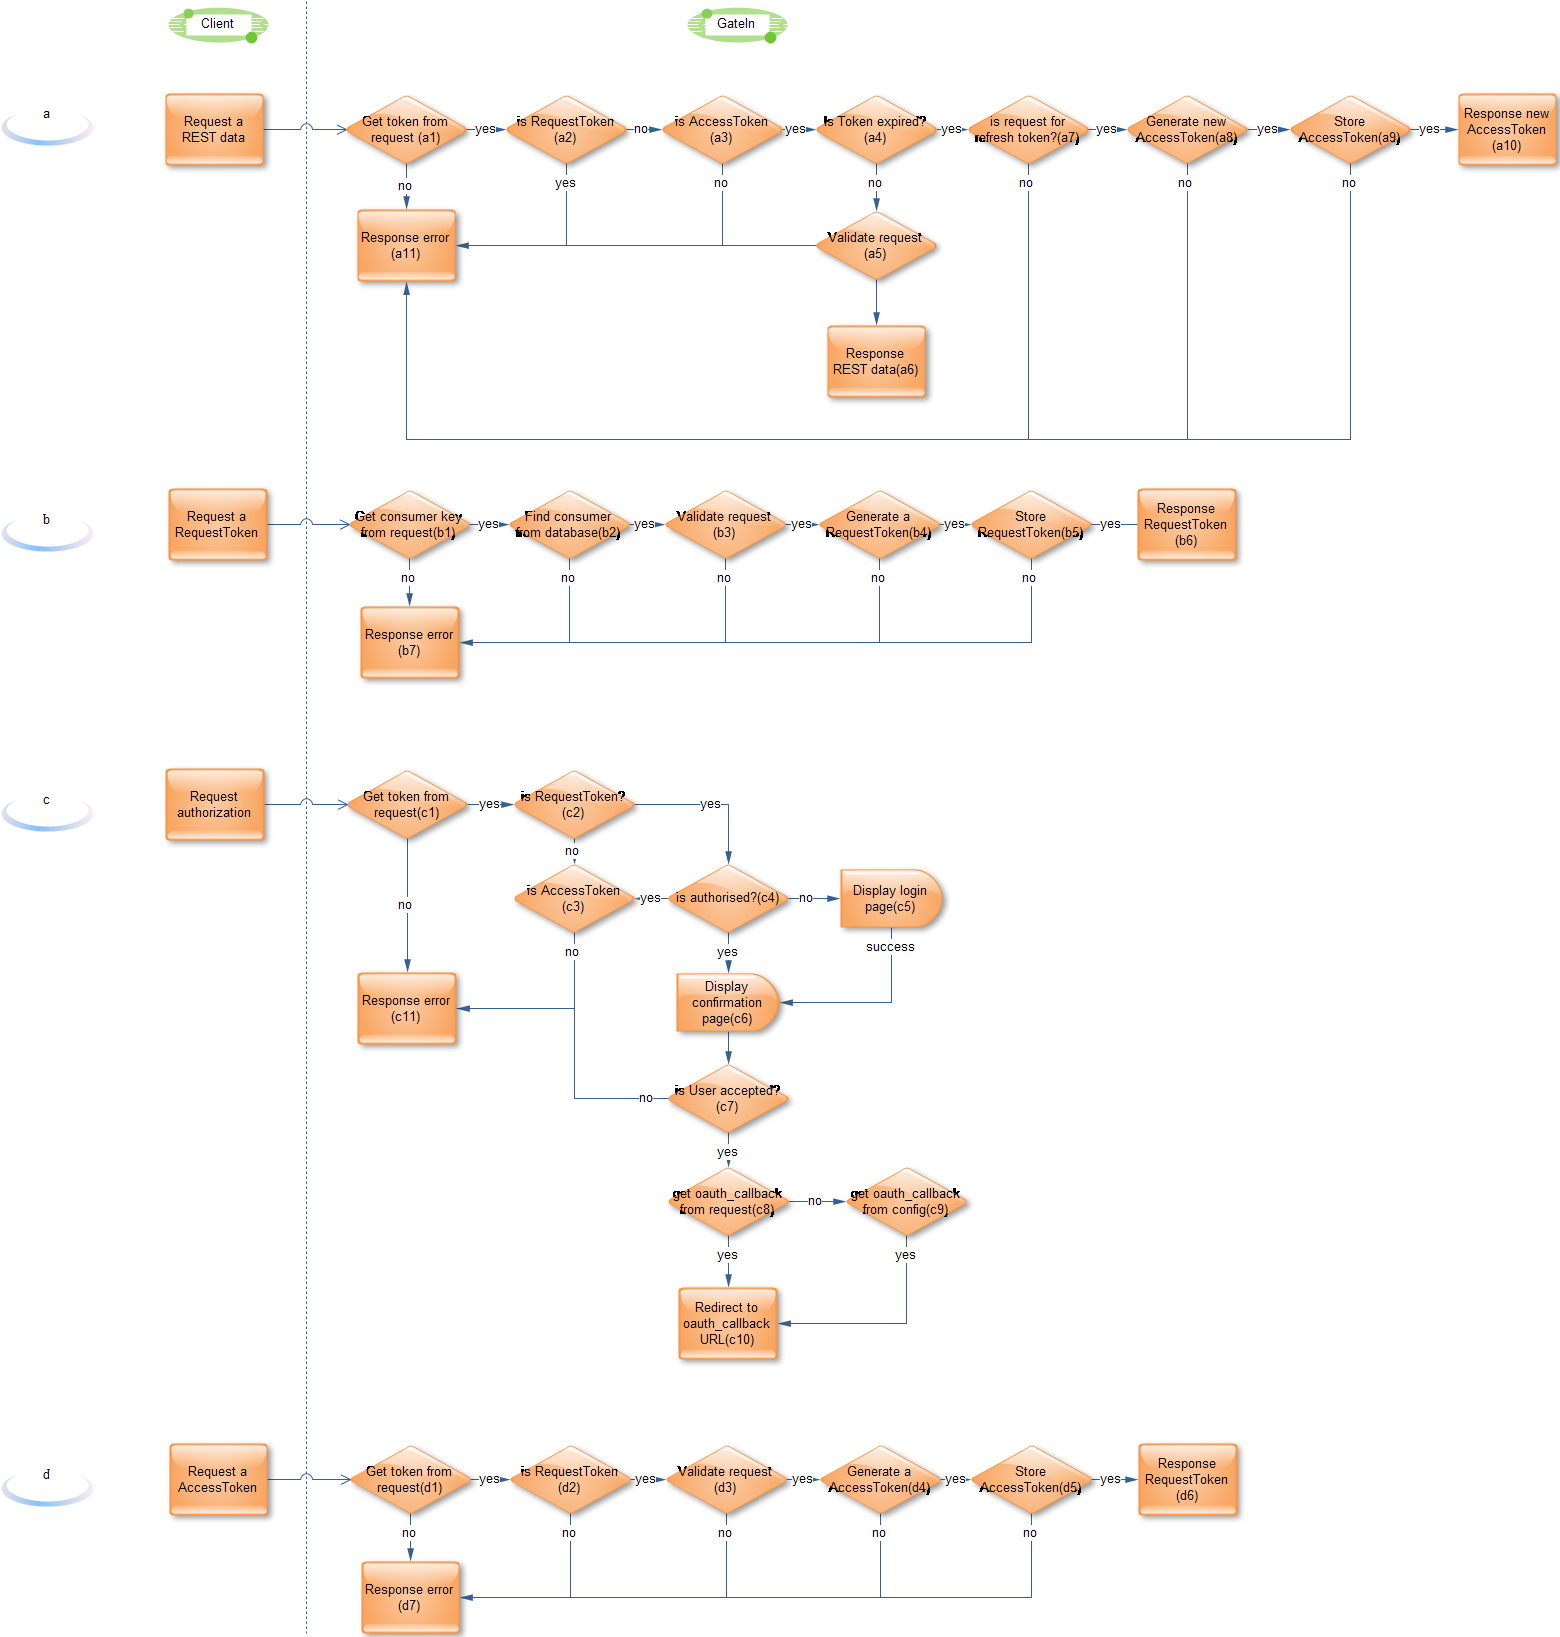 Client
GateIn
a
Request a
REST data
Get token from
request (a1)
yes
is RequestToken
(a2)
no
is AccessToken
(a3)
yes
Is Token expired?
(a4)
yes
is request for
refresh token?(a7)
yes
Generate new
AccessToken(a8)
yes
Store
AccessToken(a9)
yes
Response new
AccessToken
(a10)
no
yes
no
no
no
no
no
Response error
(a11)
Validate request
(a5)
Response
REST data(a6)
b
Request a
RequestToken
Get consumer key
from request(b1)
yes
Find consumer
from database(b2)
yes
Validate request
(b3)
yes
Generate a
RequestToken(b4)
yes
Store
RequestToken(b5)
yes
Response
RequestToken
(b6)
no
no
no
no
no
Response error
(b7)
c
Request
authorization
Get token from
request(c1)
yes
is RequestToken?
(c2)
yes
no
no
is AccessToken
(c3)
yes
is authorised?(c4)
no
Display login
page(c5)
no
yes
success
Response error
(c11)
Display
confirmation
page(c6)
no
is User accepted?
(c7)
yes
get oauth_callback
from request(c8)
no
get oauth_callback
from config(c9)
yes
yes
Redirect to
oauth_callback
URL(c10)
d
Request a
AccessToken
Get token from
request(d1)
yes
is RequestToken
(d2)
yes
Validate request
(d3)
yes
Generate a
AccessToken(d4)
yes
Store
AccessToken(d5)
yes
Response
RequestToken
(d6)
no
no
no
no
no
Response error
(d7)